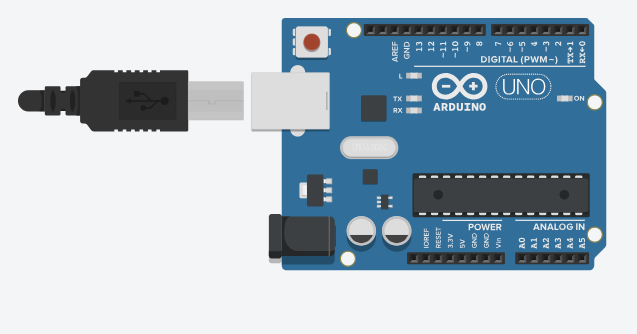 AREF
GND
13
12
~11
~10
~9
8
7
~6
~5
4
~3
2
TX→1
RX←0
DIGITAL (PWM~)
L
TX
RX
ARDUINO
UNO
ON
POWER
ANALOG IN
IOREF
RESET
3.3V
5V
GND
GND
Vin
A0
A1
A2
A3
A4
A5